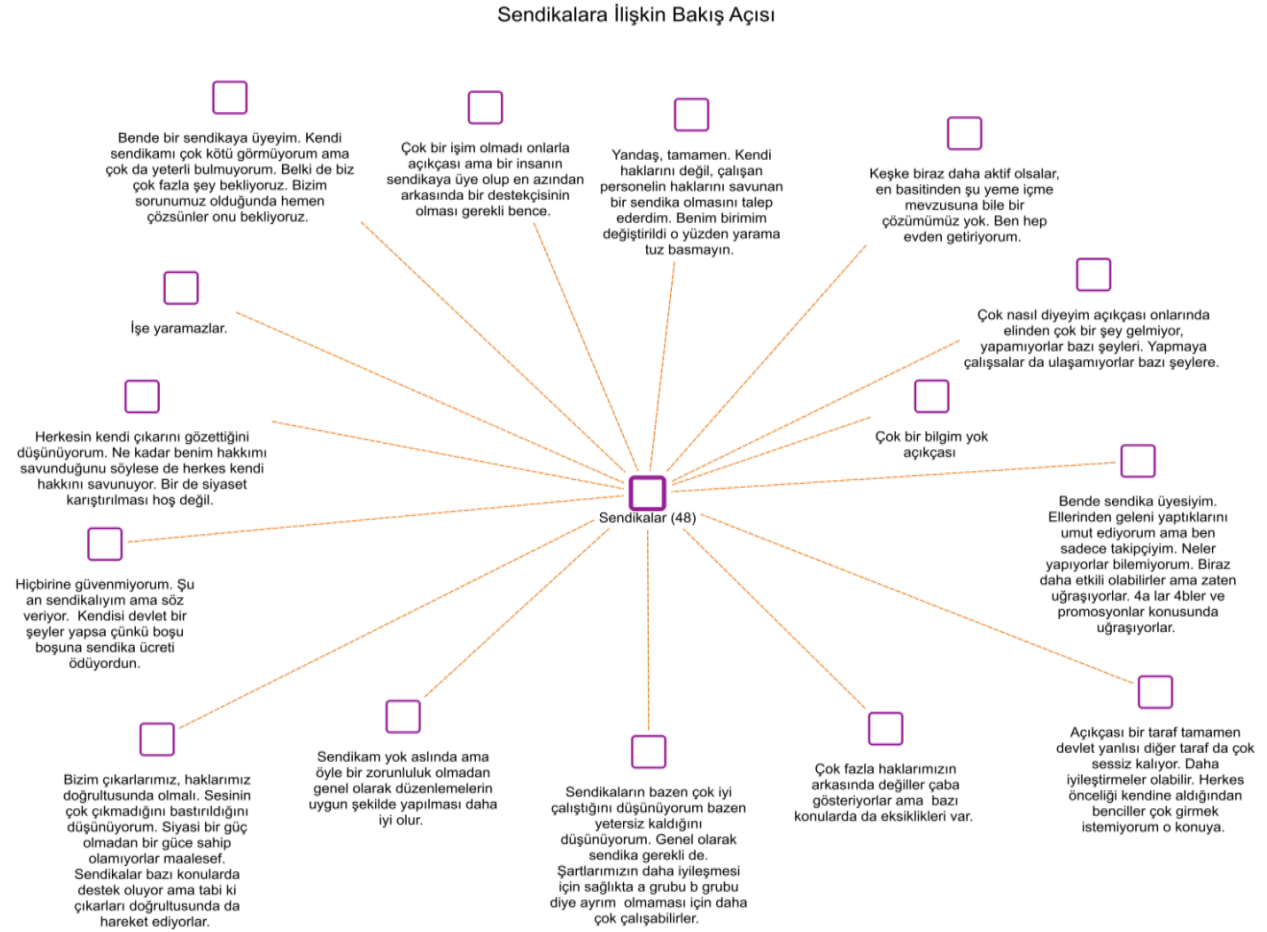 Sendikalara İlişkin Bakış Açısı
Bende bir sendikaya üyeyim. Kendi
sendikamı çok kötü görmüyorum ama
çok da yeterli bulmuyorum. Belki de biz
çok fazla şey bekliyoruz. Bizim
sorunumuz olduğunda hemen
çözsünler onu bekliyoruz.
Çok bir işim olmadı onlarla
açıkçası ama bir insanın
sendikaya üye olup en azından
arkasında bir destekçisinin
olması gerekli bence.
Yandaş, tamamen. Kendi
haklarını değil, çalışan
personelin haklarını savunan
bir sendika olmasını talep
ederdim. Benim birimim
değiştirildi o yüzden yarama
tuz basmayın.
Keşke biraz daha aktif olsalar,
en basitinden şu yeme içme
mevzusuna bile bir
çözümümüz yok. Ben hep
evden getiriyorum.
İşe yaramazlar.
Çok nasıl diyeyim açıkçası onlarında
elinden çok bir şey gelmiyor,
yapamıyorlar bazı şeyleri. Yapmaya
çalışsalar da ulaşamıyorlar bazı şeylere.
Herkesin kendi çıkarını gözettiğini
düşünüyorum. Ne kadar benim hakkımı
savunduğunu söylese de herkes kendi
hakkını savunuyor. Bir de siyaset
karıştırılması hoş değil.
Çok bir bilgim yok
açıkçası
Sendikalar (48)
Bende sendika üyesiyim.
Ellerinden geleni yaptıklarını
umut ediyorum ama ben
sadece takipçiyim. Neler
yapıyorlar bilemiyorum. Biraz
daha etkili olabilirler ama zaten
uğraşıyorlar. 4a lar 4bler ve
promosyonlar konusunda
uğraşıyorlar.
Hiçbirine güvenmiyorum. Şu
an sendikalıyım ama söz
veriyor.  Kendisi devlet bir
şeyler yapsa çünkü boşu
boşuna sendika ücreti
ödüyordun.
Bizim çıkarlarımız, haklarımız
doğrultusunda olmalı. Sesinin
çok çıkmadığını bastırıldığını
düşünüyorum. Siyasi bir güç
olmadan bir güce sahip
olamıyorlar maalesef.
Sendikalar bazı konularda
destek oluyor ama tabi ki
çıkarları doğrultusunda da
hareket ediyorlar.
Sendikam yok aslında ama
öyle bir zorunluluk olmadan
genel olarak düzenlemelerin
uygun şekilde yapılması daha
iyi olur.
Sendikaların bazen çok iyi
çalıştığını düşünüyorum bazen
yetersiz kaldığını
düşünüyorum. Genel olarak
sendika gerekli de.
Şartlarımızın daha iyileşmesi
için sağlıkta a grubu b grubu
diye ayrım  olmaması için daha
çok çalışabilirler.
Çok fazla haklarımızın
arkasında değiller çaba
gösteriyorlar ama  bazı
konularda da eksiklikleri var.
Açıkçası bir taraf tamamen
devlet yanlısı diğer taraf da çok
sessiz kalıyor. Daha
iyileştirmeler olabilir. Herkes
önceliği kendine aldığından
benciller çok girmek
istemiyorum o konuya.